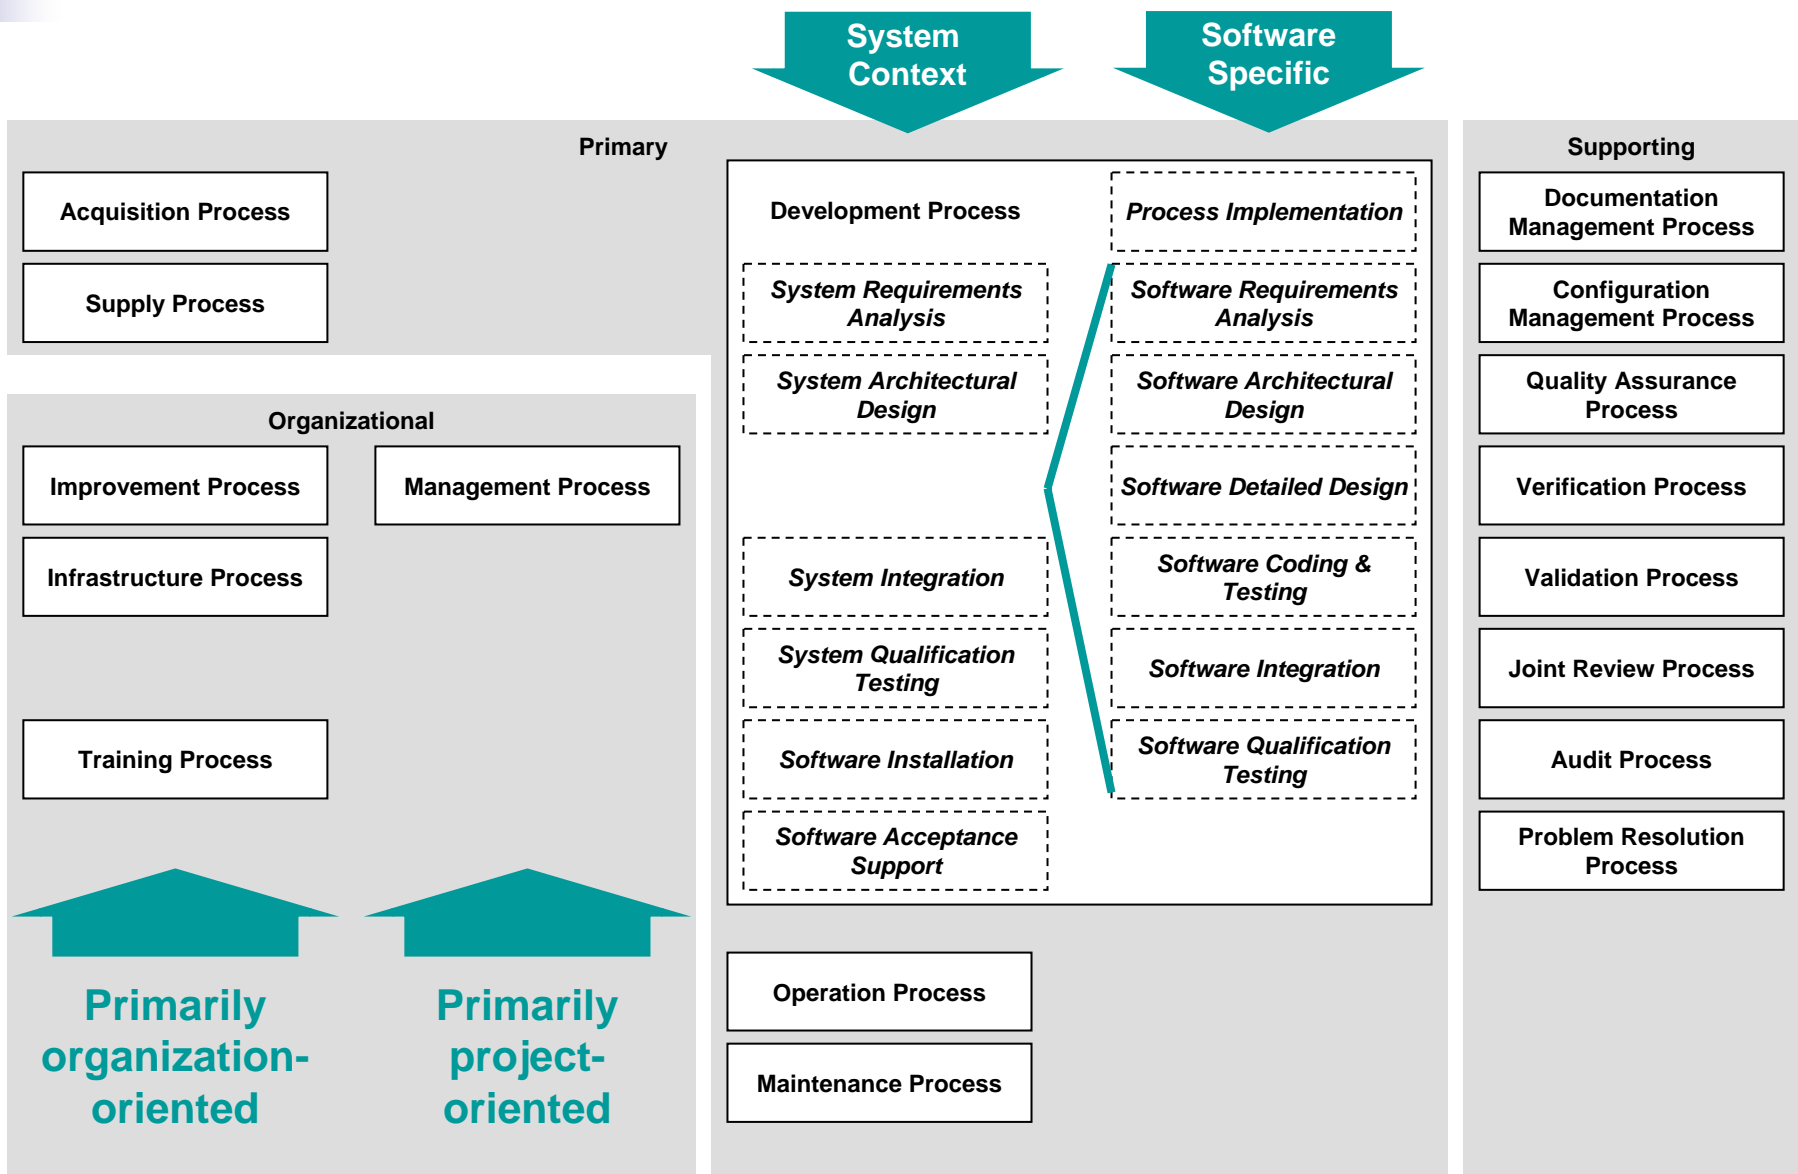 System
Context
Software
Specific
Primary
Acquisition Process
Supply Process
Development Process
Process Implementation
System Requirements
Analysis
Software Requirements
Analysis
System Architectural
Design
Software Architectural
Design
Software Detailed Design
System Integration
Software Coding &
Testing
System Qualification
Testing
Software Integration
Software Installation
Software Qualification
Testing
Software Acceptance
Support
Operation Process
Maintenance Process
Organizational
Improvement Process
Management Process
Infrastructure Process
Training Process
Primarily
organization-
oriented
Primarily
project-
oriented
Supporting
Documentation
Management Process
Configuration
Management Process
Quality Assurance
Process
Verification Process
Validation Process
Joint Review Process
Audit Process
Problem Resolution
Process